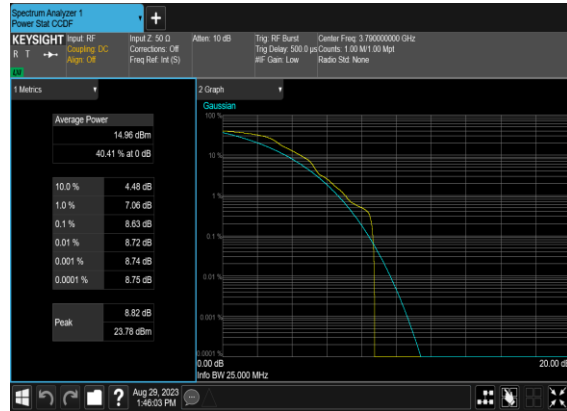 Spectrum Analyzer 1
Power Stat CCDF
KEYSIGHT
R T
LW
Input: RF
Coupling: DC
Align: Off
Input Z: 50 Ω
Corrections: Off
Freq Ref: Int (S)
Atten: 10 dB
Trig: RF Burst
Trig Delay: 500.0 µs
#IF Gain: Low
Center Freq: 3.790000000 GHz
Counts: 1.00 M/1.00 Mpt
Radio Std: None
1 Metrics
Average Power
14.96 dBm
40.41 % at 0 dB
10.0 % 4.48 dB
1.0 % 7.06 dB
0.1 % 8.63 dB
0.01 % 8.72 dB
0.001 % 8.74 dB
0.0001 % 8.75 dB
Peak
8.82 dB
23.78 dBm
2 Graph
Gaussian
100 %
10 %
1 %
0.1 %
0.01 %
0.001 %
0.0001 %
0.00 dB
20.00 dB
Info BW 25.000 MHz
Aug 29, 2023
1:46:03 PM